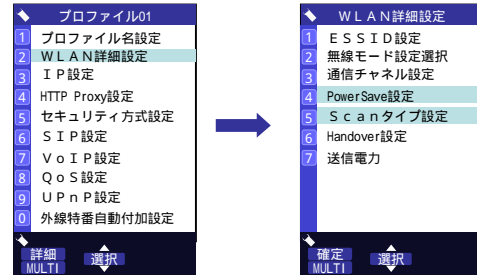 プロファイル01
1 プロファイル名設定
2 ＷＬＡＮ詳細設定
3 ＩＰ設定
4 HTTP Proxy設定
5 セキュリティ方式設定
6 ＳＩＰ設定
7 ＶｏＩＰ設定
8 ＱｏＳ設定
9 ＵＰｎＰ設定
0 外線特番自動付加設定
詳細 選択
MULTI
ＷＬＡＮ詳細設定
1 ＥＳＳＩＤ設定
2 無線モード設定選択
3 通信チャネル設定
4 PowerSave設定
5 Ｓｃａｎタイプ設定
6 Handover設定
7 送信電力
確定 選択
MULTI